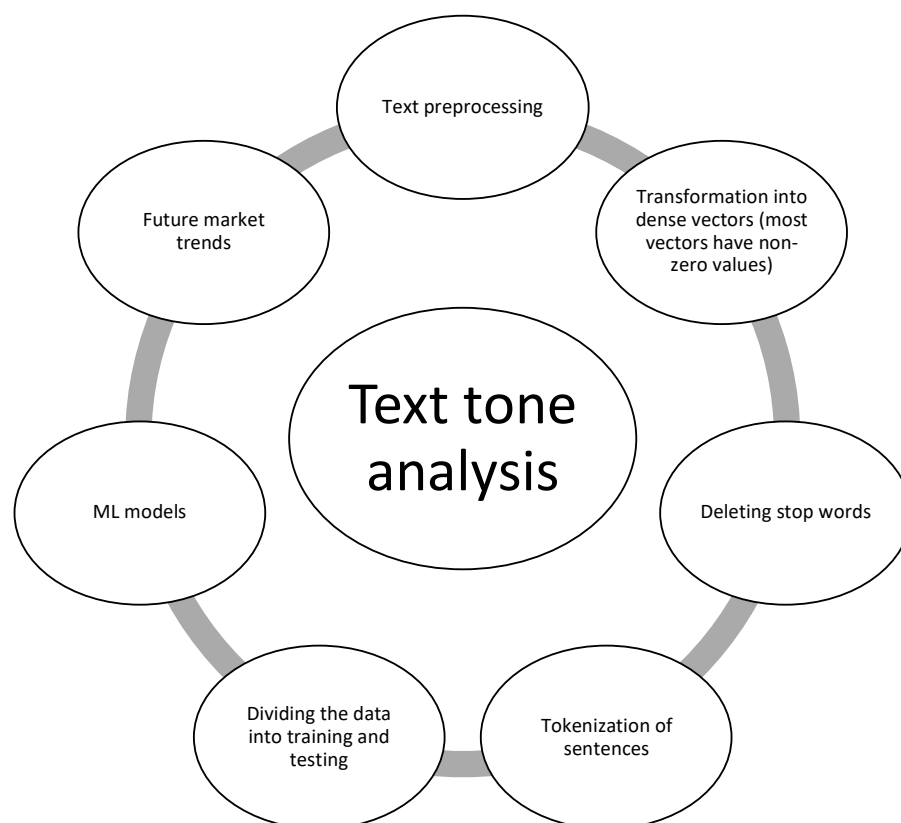 Text preprocessing
Transformation into
dense vectors (most
vectors have non-
zero values)
Deleting stop words
Tokenization of
sentences
Dividing the data
into training and
testing
ML models
Future market
trends
Text tone
analysis